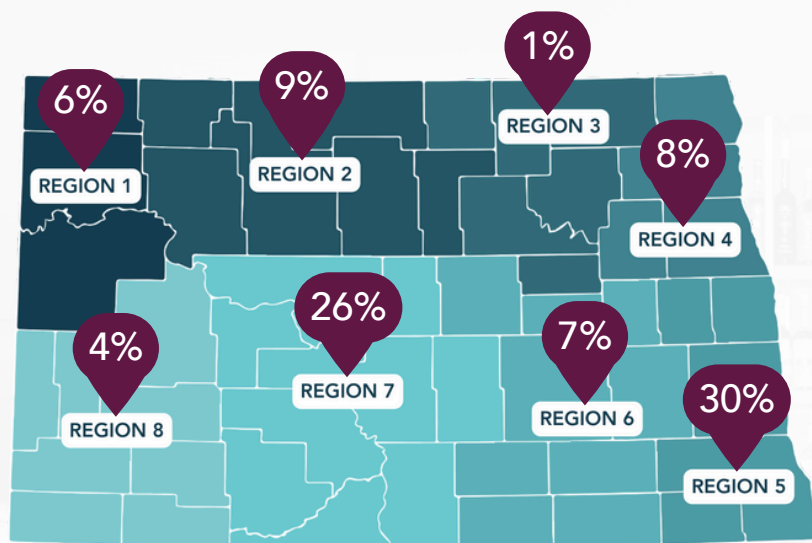 1%
REGION 3
9%
REGION 2
6%
REGION 1
8%
REGION 4
26%
REGION 7
7%
REGION 6
4%
REGION 8
30%
REGION 5